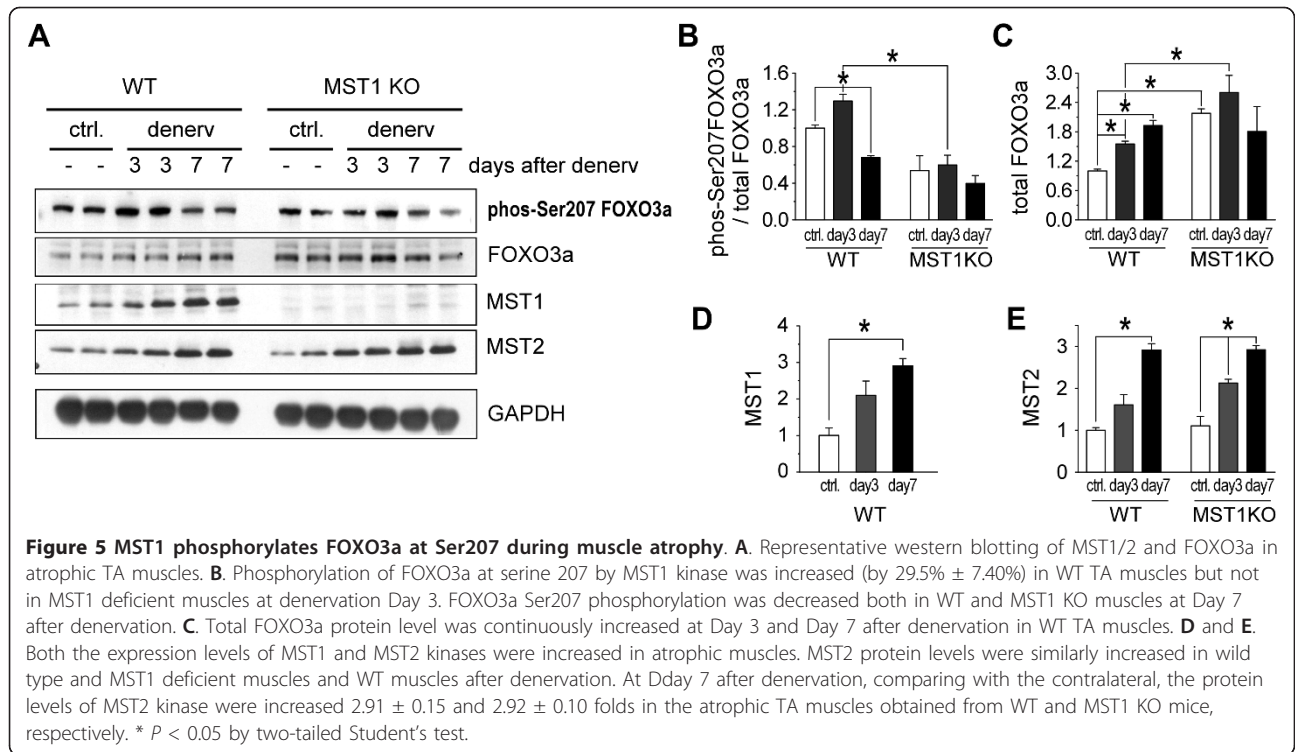 A
WT
MST1 KO
ctrl.
denerv
ctrl.
denerv
- - 3 3 7 7
- - 3 3 7 7
days after denerv
phos-Ser207 FOXO3a
FOXO3a
MST1
MST2
GAPDH
B
phos-Ser207FOXO3a
/ total FOXO3a
1.6
1.2
0.8
0.4
0.0
*
*
ctrl. day3 day7
ctrl. day3 day7
WT
MST1KO
C
total FOXO3a
3.0
2.4
1.8
1.2
0.6
0.0
*
*
*
*
ctrl. day3 day7
ctrl. day3 day7
WT
MST1KO
D
MST1
4
3
2
1
0
*
ctrl. day3 day7
WT
E
MST2
3
2
1
0
*
*
ctrl. day3 day7
ctrl. day3 day7
WT
MST1KO
Figure 5 MST1 phosphorylates FOXO3a at Ser207 during muscle atrophy. A. Representative western blotting of MST1/2 and FOXO3a in
atrophic TA muscles. B. Phosphorylation of FOXO3a at serine 207 by MST1 kinase was increased (by 29.5% ± 7.40%) in WT TA muscles but not
in MST1 deficient muscles at denervation Day 3. FOXO3a Ser207 phosphorylation was decreased both in WT and MST1 KO muscles at Day 7
after denervation. C. Total FOXO3a protein level was continuously increased at Day 3 and Day 7 after denervation in WT TA muscles. D and E.
Both the expression levels of MST1 and MST2 kinases were increased in atrophic muscles. MST2 protein levels were similarly increased in wild
type and MST1 deficient muscles and WT muscles after denervation. At Dday 7 after denervation, comparing with the contralateral, the protein
levels of MST2 kinase were increased 2.91 ± 0.15 and 2.92 ± 0.10 folds in the atrophic TA muscles obtained from WT and MST1 KO mice,
respectively. * P < 0.05 by two-tailed Student's test.